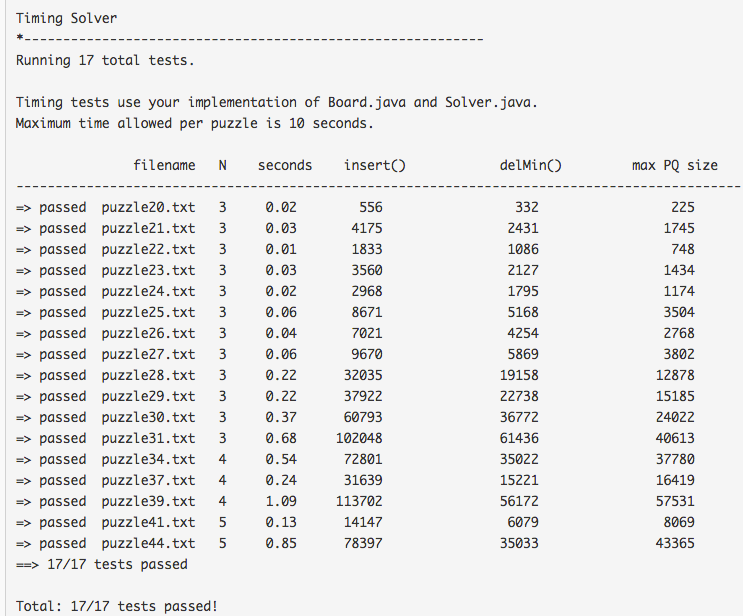 Timing Solver
*-----------------------------------------------------------
Running 17 total tests.
Timing tests use your implementation of Board.java and Solver.java.
Maximum time allowed per puzzle is 10 seconds.
filename N seconds insert() delMin() max PQ size
---------------------------------------------------------------------------------------------
=> passed puzzle20.txt 3 0.02 556 332 225
=> passed puzzle21.txt 3 0.03 4175 2431 1745
=> passed puzzle22.txt 3 0.01 1833 1086 748
=> passed puzzle23.txt 3 0.03 3560 2127 1434
=> passed puzzle24.txt 3 0.02 2968 1795 1174
=> passed puzzle25.txt 3 0.06 8671 5168 3504
=> passed puzzle26.txt 3 0.04 7021 4254 2768
=> passed puzzle27.txt 3 0.06 9670 5869 3802
=> passed puzzle28.txt 3 0.22 32035 19158 12878
=> passed puzzle29.txt 3 0.22 37922 22738 15185
=> passed puzzle30.txt 3 0.37 60793 36772 24022
=> passed puzzle31.txt 3 0.68 102048 61436 40613
=> passed puzzle34.txt 4 0.54 72801 35022 37780
=> passed puzzle37.txt 4 0.24 31639 15221 16419
=> passed puzzle39.txt 4 1.09 113702 56172 57531
=> passed puzzle41.txt 5 0.13 14147 6079 8069
=> passed puzzle44.txt 5 0.85 78397 35033 43365
==> 17/17 tests passed
Total: 17/17 tests passed!